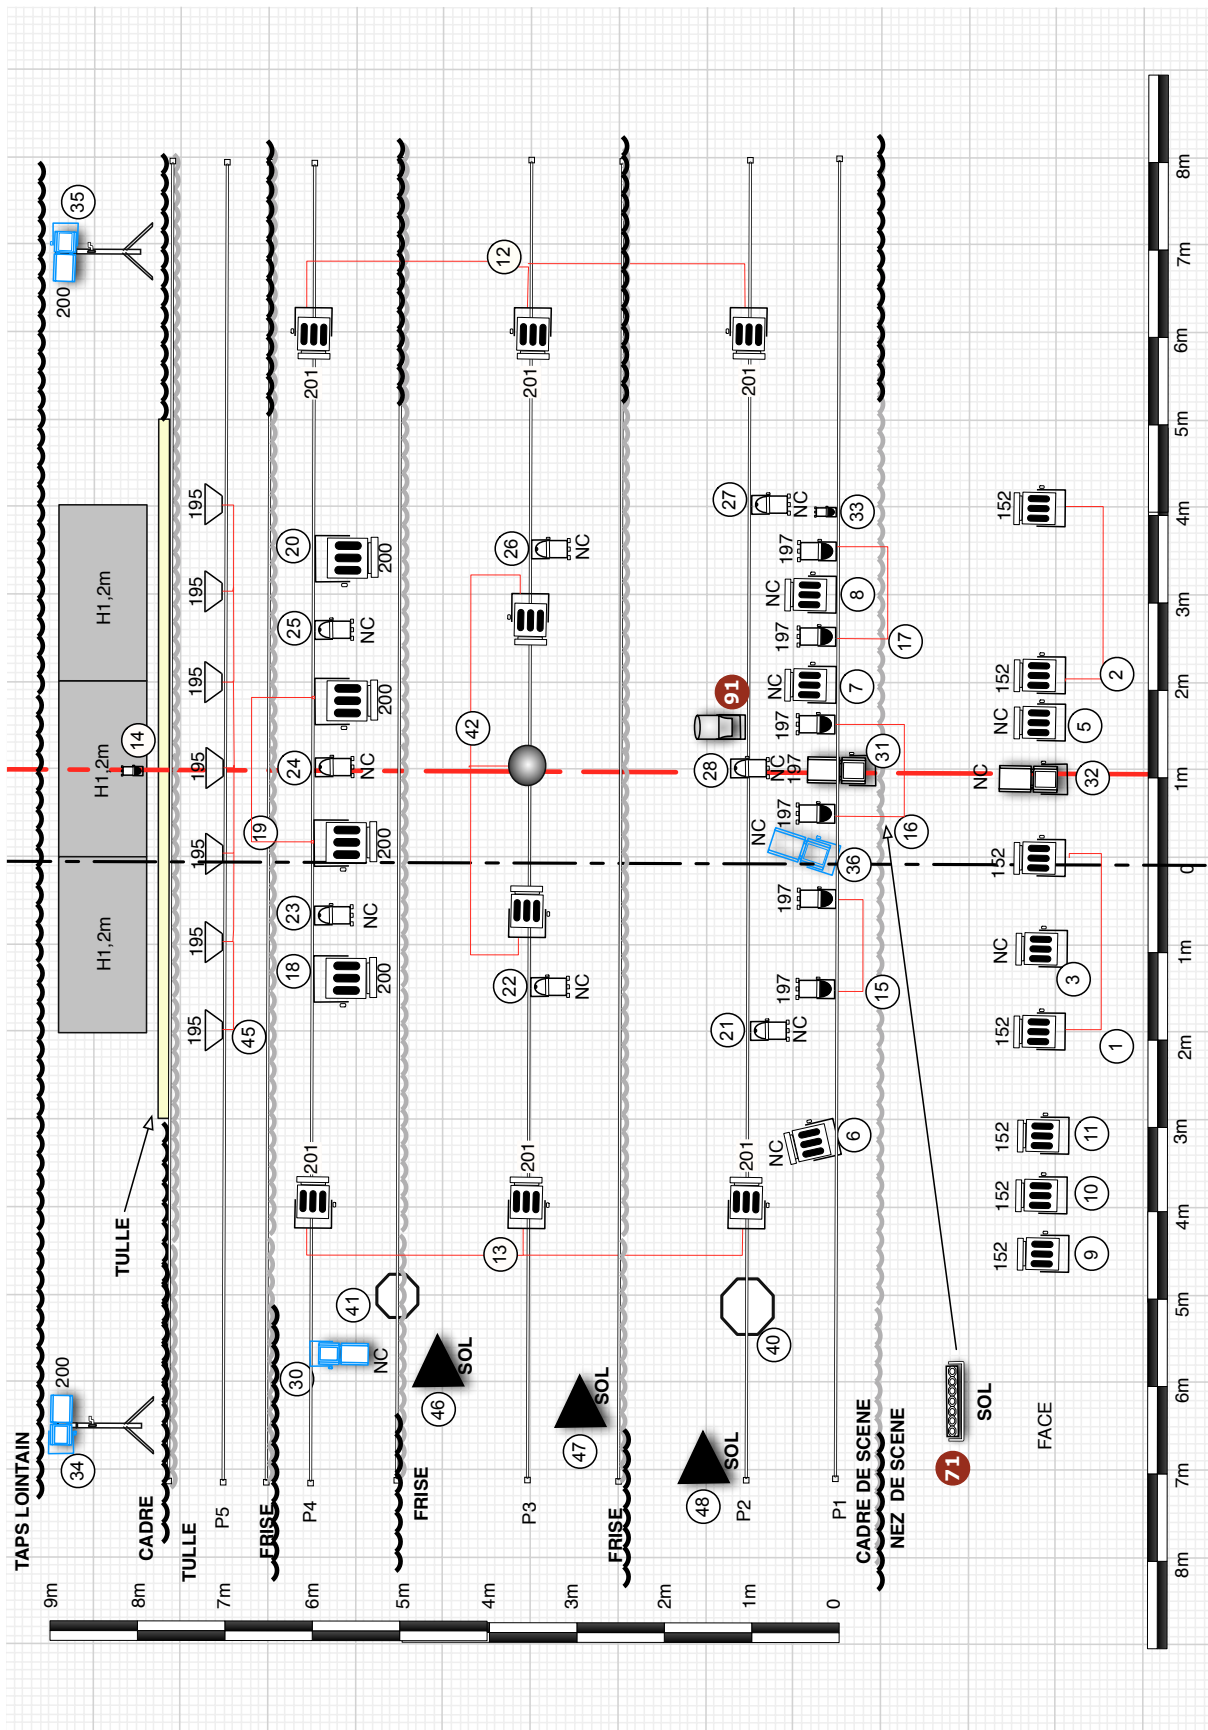 TAPS LOINTAIN
9m
34
200
200
35
H1,2m
H1,2m
H1,2m
14
TULLE
CADRE
8m
TULLE
195
195
195
195
195
195
195
P5
7m
45
19
FRISE
30
18
23
24
25
20
P4
6m
201
201
41
NC
200
NC
200
NC
200
NC
200
5m
FRISE
46
SOL
13
42
12
4m
22
26
P3
201
201
47
SOL
NC
NC
3m
FRISE
2m
48
SOL
21
28
91
27
P2
1m
201
201
40
NC
NC
NC
NC
NC
197
197
197
197
197
197
197
NC
NC
P1
0
6
36
7
8
33
CADRE DE SCENE
15
31
NEZ DE SCENE
16
17
71
SOL
FACE
152
152
152
152
NC
152
NC
NC
152
152
3
9
10
11
1
32
5
2
8m
7m
6m
5m
4m
3m
2m
1m
0
1m
2m
3m
4m
5m
6m
7m
8m